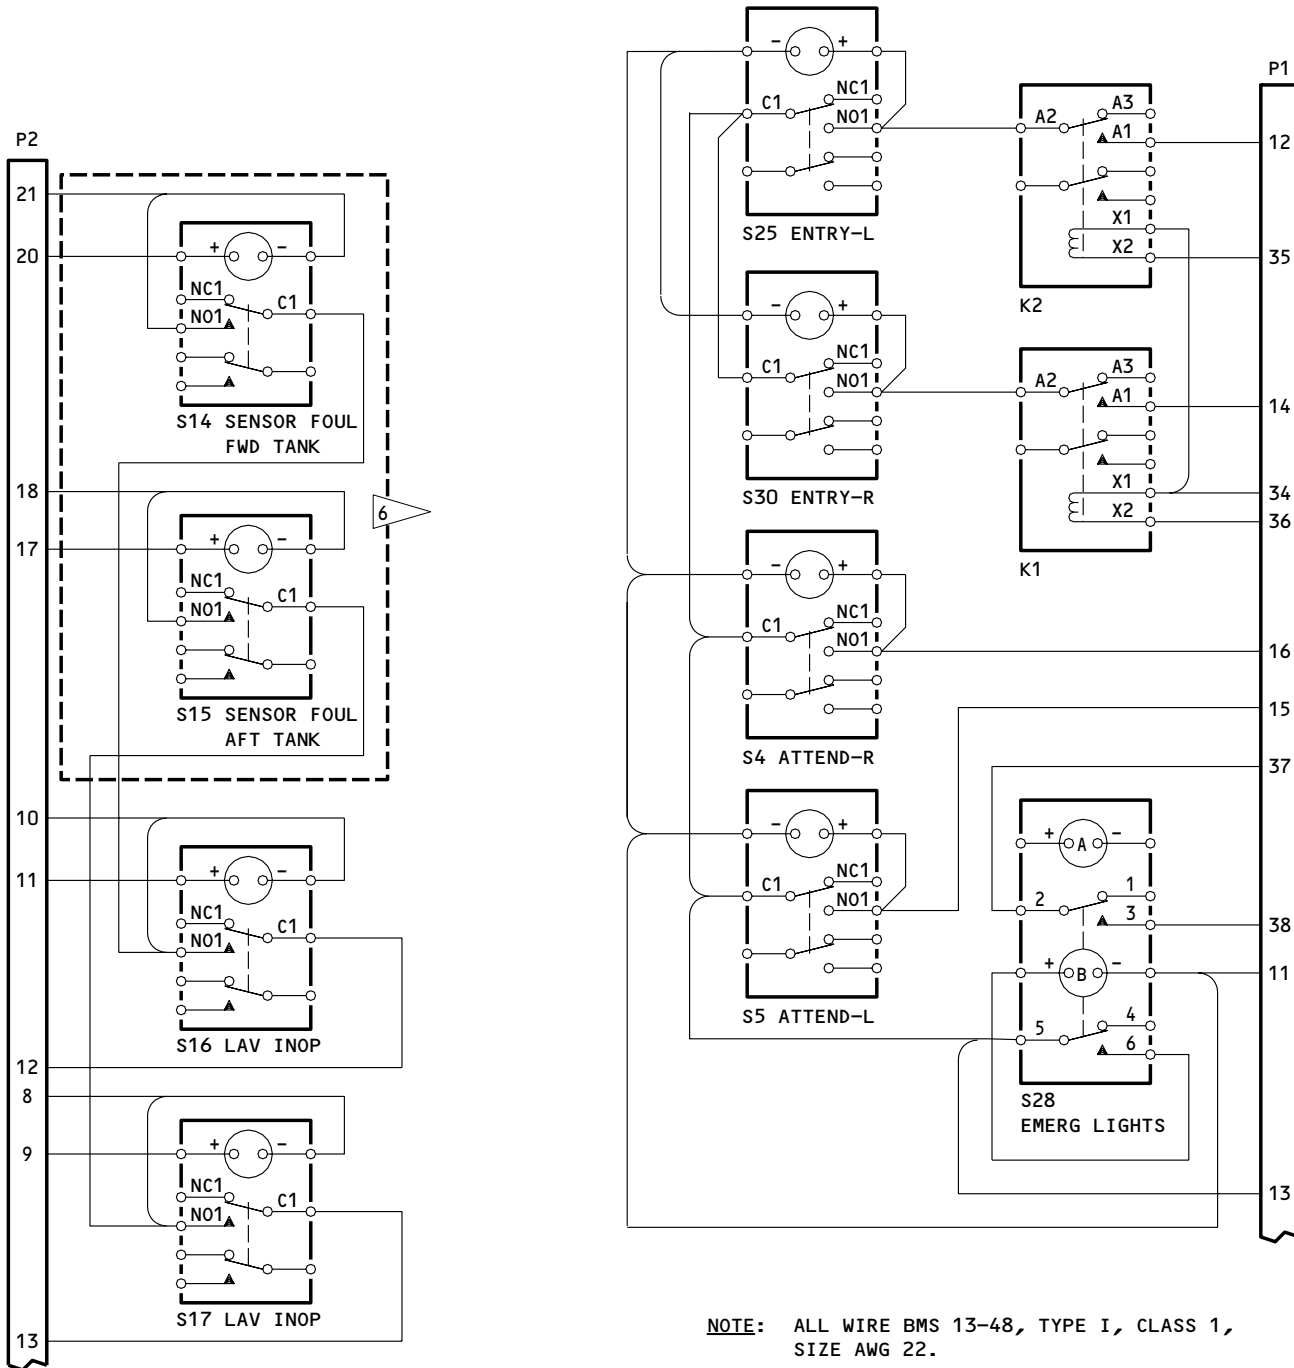 P2
21
20
+ -
NC1
NO1
C1
S14 SENSOR FOUL
FWD TANK
18
17
+ -
NC1
NO1
C1
S15 SENSOR FOUL
AFT TANK
6
10
11
+ -
NC1
NO1
C1
S16 LAV INOP
12
8
9
+ -
NC1
NO1
C1
S17 LAV INOP
13
- +
C1
NC1
NO1
S25 ENTRY-L
- +
C1
NC1
NO1
S30 ENTRY-R
- +
C1
NC1
NO1
S4 ATTEND-R
- +
C1
NC1
NO1
S5 ATTEND-L
A2
A3
A1
X1
X2
K2
A2
A3
A1
X1
X2
K1
+ A -
2
1
3
+ B -
5
4
6
S28
EMERG LIGHTS
P1
12
35
14
34
36
16
15
37
38
11
13
NOTE: ALL WIRE BMS 13-48, TYPE I, CLASS 1,
SIZE AWG 22.